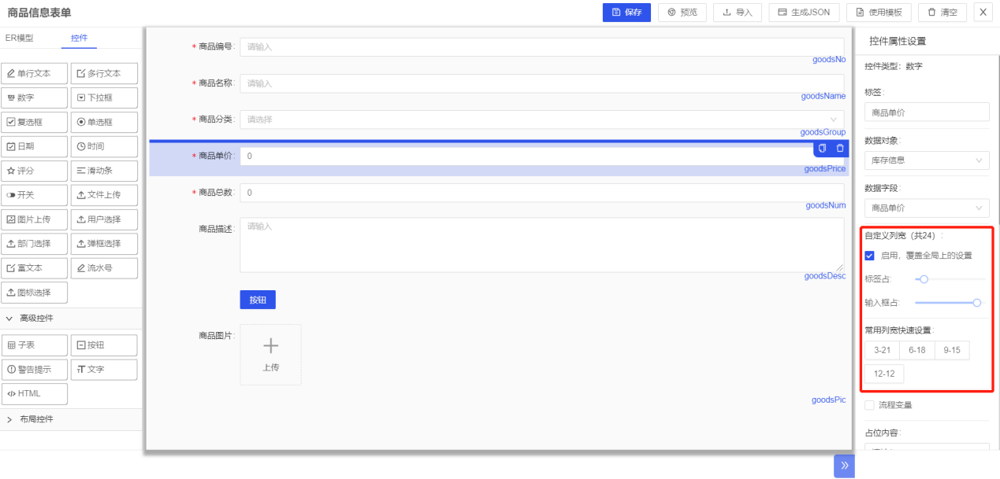 商品信息表单
保存
预览
导入
生成JSON
使用模板
清空
X
ER模型
控件
单行文本
多行文本
数字
下拉框
复选框
单选框
日期
时间
评分
滑动条
开关
文件上传
图片上传
用户选择
部门选择
弹框选择
富文本
流水号
图标选择
高级控件
子表
按钮
警告提示
文字
HTML
布局控件
* 商品编号:
请输入
goodsNo
* 商品名称:
请输入
goodsName
* 商品分类:
请选择
goodsGroup
* 商品单价:
0
goodsPrice
* 商品总数:
0
goodsNum
商品描述:
请输入
goodsDesc
按钮
商品图片:
上传
goodsPic
控件属性设置
控件类型: 数字
标签:
商品单价
数据对象:
库存信息
数据字段:
商品单价
自定义列宽（共24）:
启用，覆盖全局上的设置
标签占:
输入框占:
常用列宽快速设置:
3-21
6-18
9-15
12-12
流程变量
占位内容: